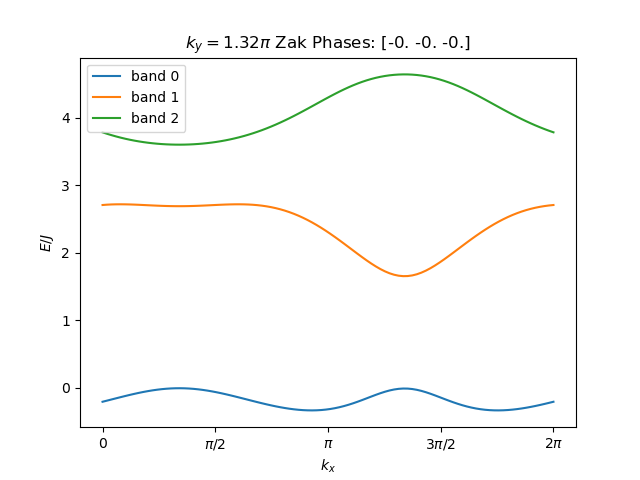 k_y = 1.32π Zak Phases: [-0. -0. -0.]
band 0
band 1
band 2
E/J
4
3
2
1
0
0 π/2 π 3π/2 2π
k_x